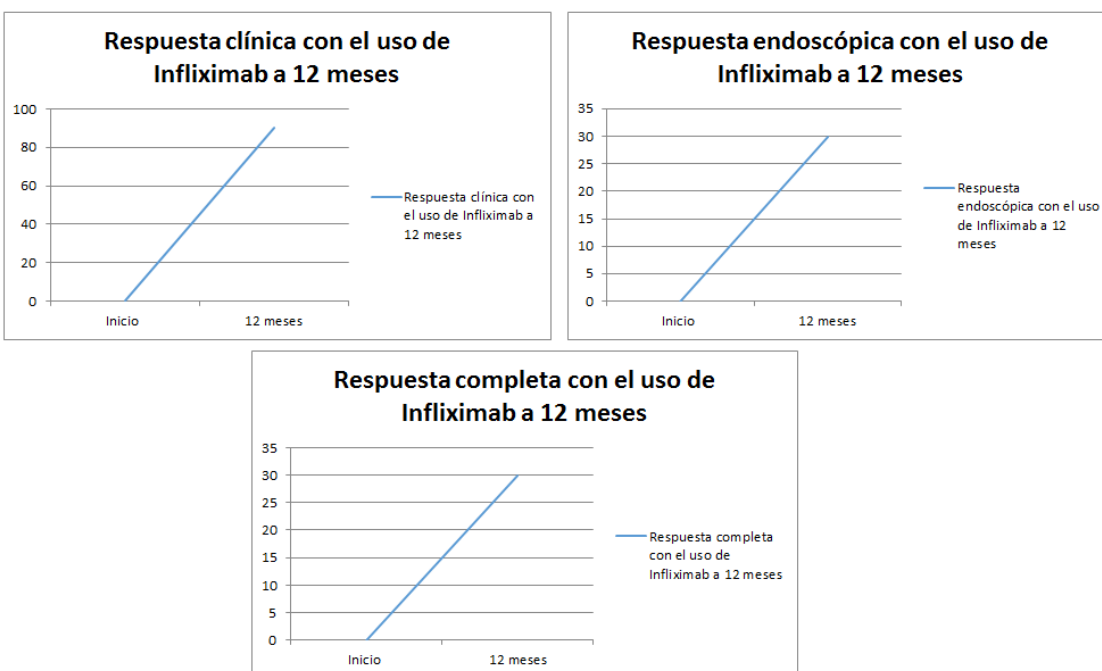 Respuesta clínica con el uso de
Infliximab a 12 meses
100
80
60
40
20
0
Inicio
12 meses
Respuesta clínica con
el uso de Infliximab a
12 meses
Respuesta endoscópica con el uso de
Infliximab a 12 meses
35
30
25
20
15
10
5
0
Inicio
12 meses
Respuesta
endoscópica con el uso
de Infliximab a 12
meses
Respuesta completa con el uso de
Infliximab a 12 meses
35
30
25
20
15
10
5
0
Inicio
12 meses
Respuesta completa
con el uso de
Infliximab a 12 meses